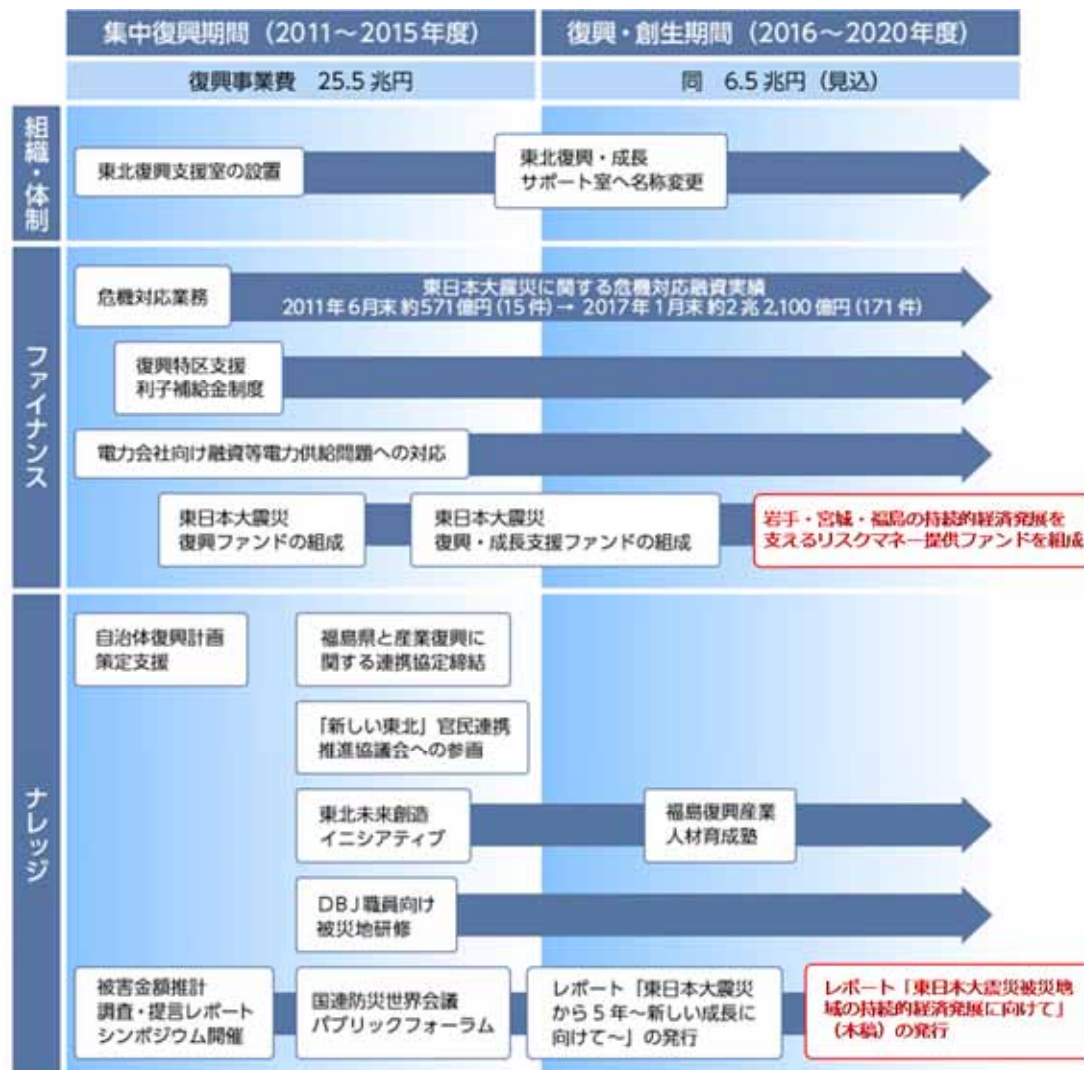 集中復興期間（2011～2015年度）
復興・創生期間（2016～2020年度）
復興事業費　25.5兆円
同　6.5兆円（見込）
組織・体制
東北復興支援室の設置
東北復興・成長
サポート室へ名称変更
ファイナンス
危機対応業務
東日本大震災に関する危機対応融資実績
2011年6月末 約571億円(15件) → 2017年1月末 約2兆2,100億円(171件)
復興特区支援
利子補給金制度
電力会社向け融資等電力供給問題への対応
東日本大震災
復興ファンドの組成
東日本大震災
復興・成長支援ファンドの組成
岩手・宮城・福島の持続的経済発展を
支えるリスクマネー提供ファンドを組成
ナレッジ
自治体復興計画
策定支援
福島県と産業復興に
関する連携協定締結
「新しい東北」官民連携
推進協議会への参画
東北未来創造
イニシアティブ
福島復興産業
人材育成塾
DBJ職員向け
被災地研修
被害金額推計
調査・提言レポート
シンポジウム開催
国連防災世界会議
パブリックフォーラム
レポート「東日本大震災
から5年～新しい成長に
向けて～」の発行
レポート「東日本大震災被災地
域の持続的経済発展に向けて」
（本稿）の発行